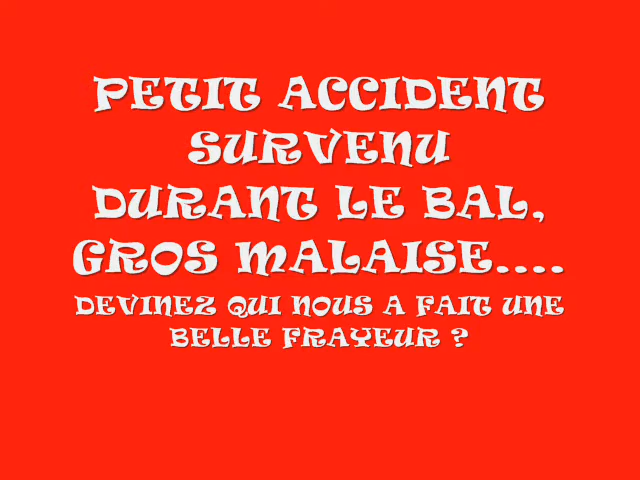 PETIT ACCIDENT
SURVENU
DURANT LE BAL,
GROS MALAISE....
DEVINEZ QUI NOUS A FAIT UNE
BELLE FRAYEUR ?